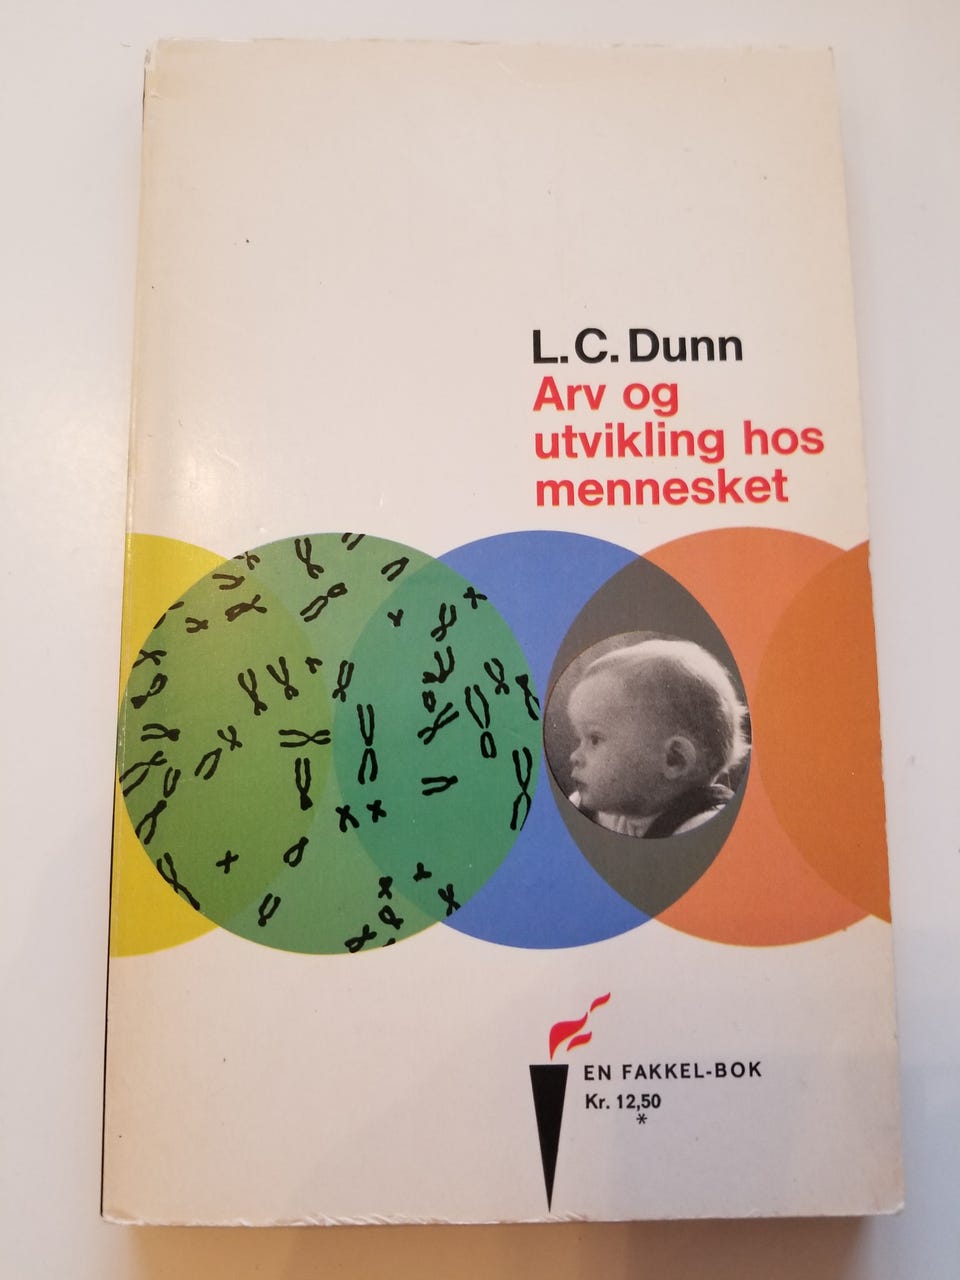 L.C. Dunn
Arv og
utvikling hos
mennesket
EN FAKKEL-BOK
Kr. 12,50
*